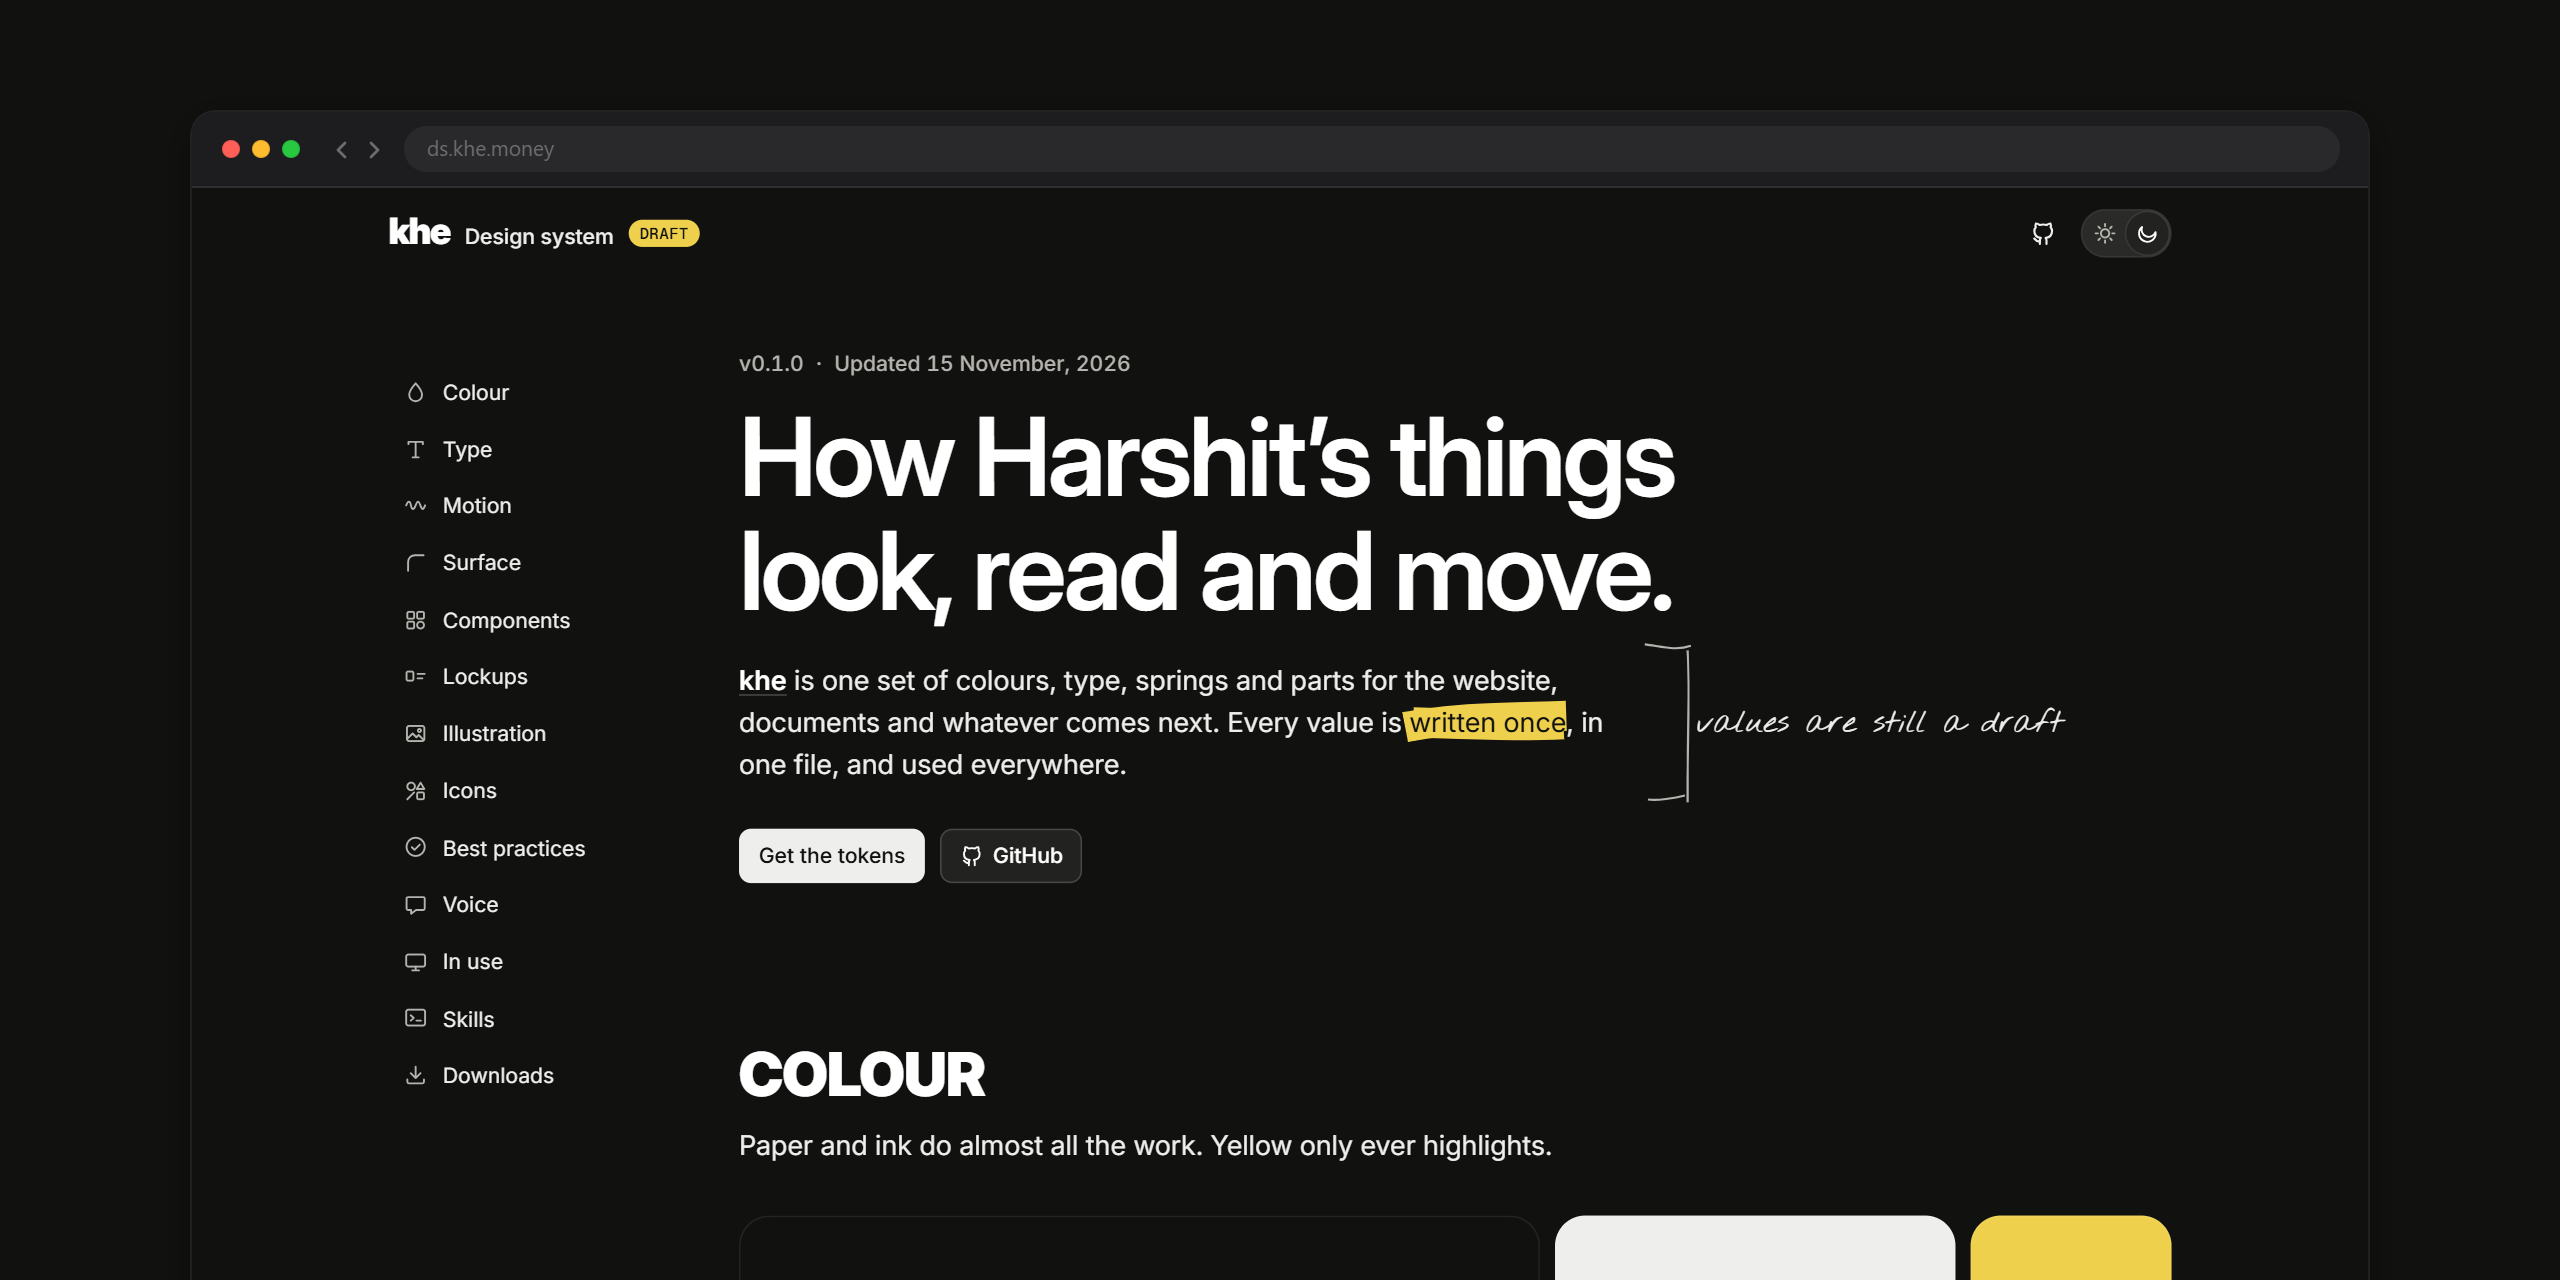 ds.khe.money
khe Design system DRAFT
Colour
Type
Motion
Surface
Components
Lockups
Illustration
Icons
Best practices
Voice
In use
Skills
Downloads
v0.1.0 · Updated 15 November, 2026
How Harshit’s things
look, read and move.
khe is one set of colours, type, springs and parts for the website,
documents and whatever comes next. Every value is written once, in
one file, and used everywhere.
values are still a draft
Get the tokens
GitHub
COLOUR
Paper and ink do almost all the work. Yellow only ever highlights.